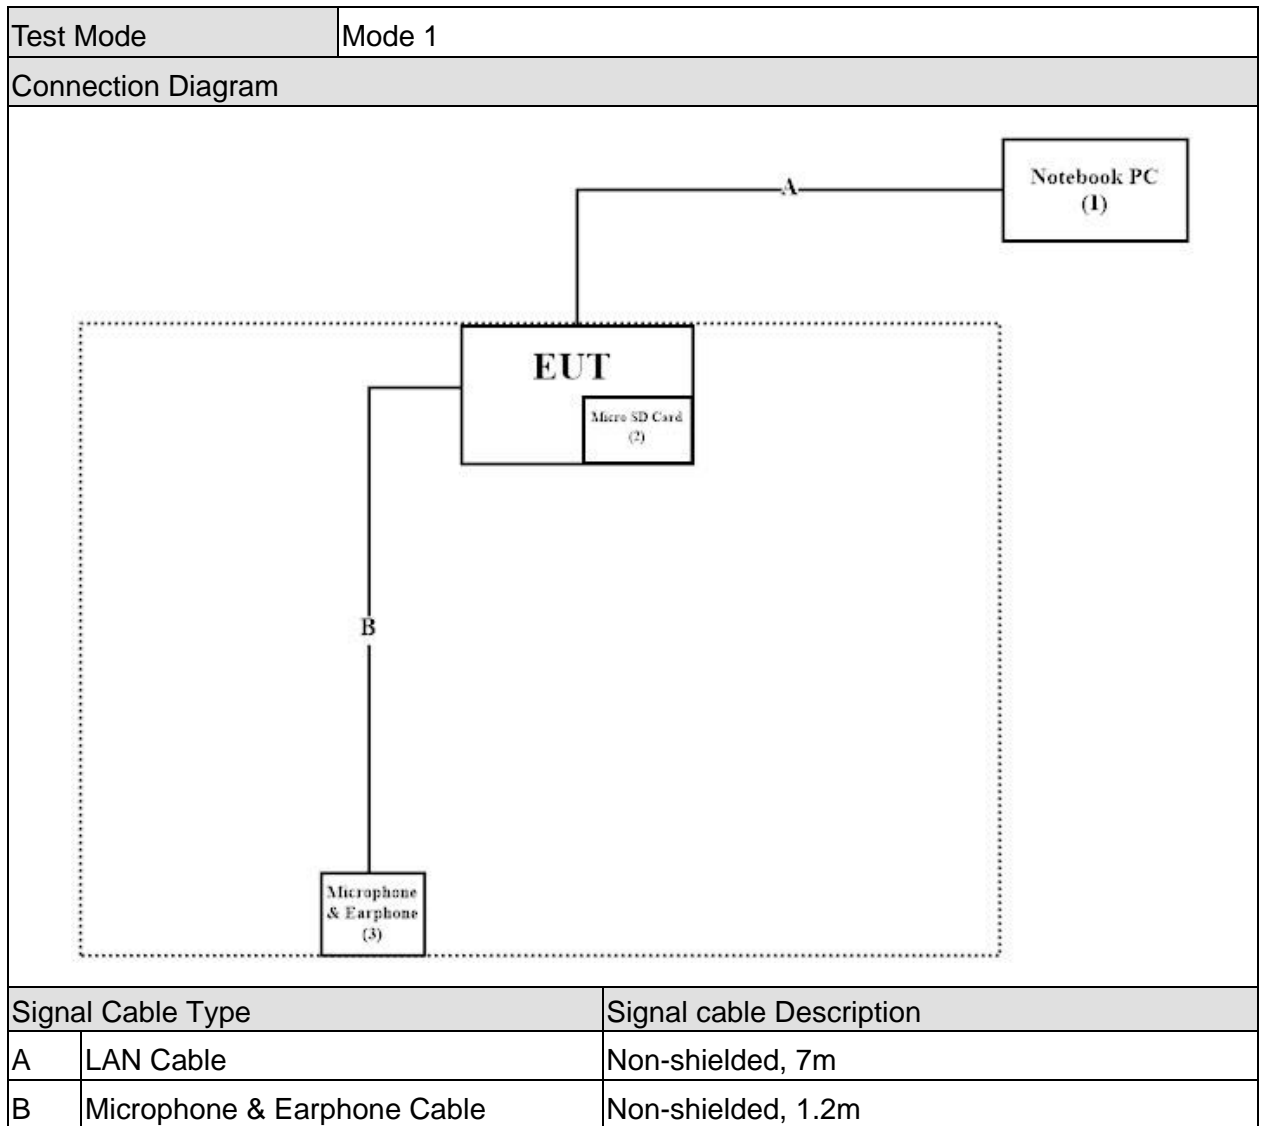 Test Mode Mode 1
Connection Diagram
A
Notebook PC
(1)
EUT
Micro SD Card
(2)
B
Microphone
& Earphone
(3)
Signal Cable Type Signal cable Description
A LAN Cable Non-shielded, 7m
B Microphone & Earphone Cable Non-shielded, 1.2m